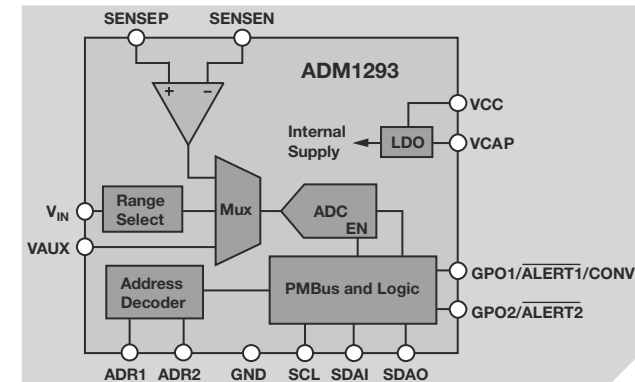 SENSEP SENSEN
ADM1293
+ −
VCC
Internal
Supply
LDO
VCAP
Range
Select
Mux
ADC
EN
V_IN
VAUX
Address
Decoder
PMBus and Logic
GPO1/ALERT1/CONV
GPO2/ALERT2
ADR1 ADR2 GND SCL SDAI SDAO